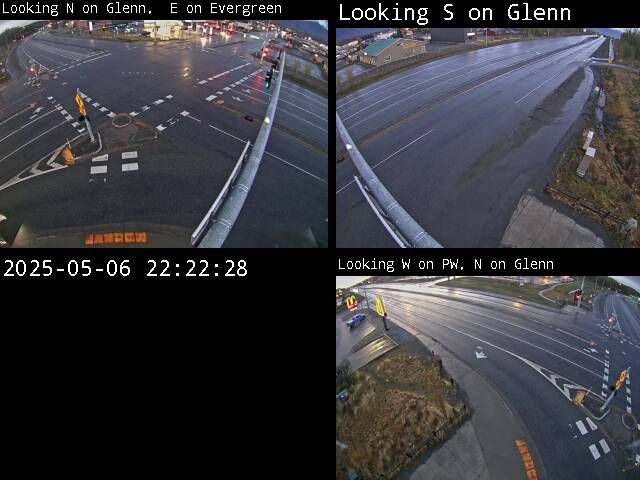 Looking N on Glenn,  E on Evergreen
Looking S on Glenn
2025-05-06 22:22:28
Looking W on PW, N on Glenn